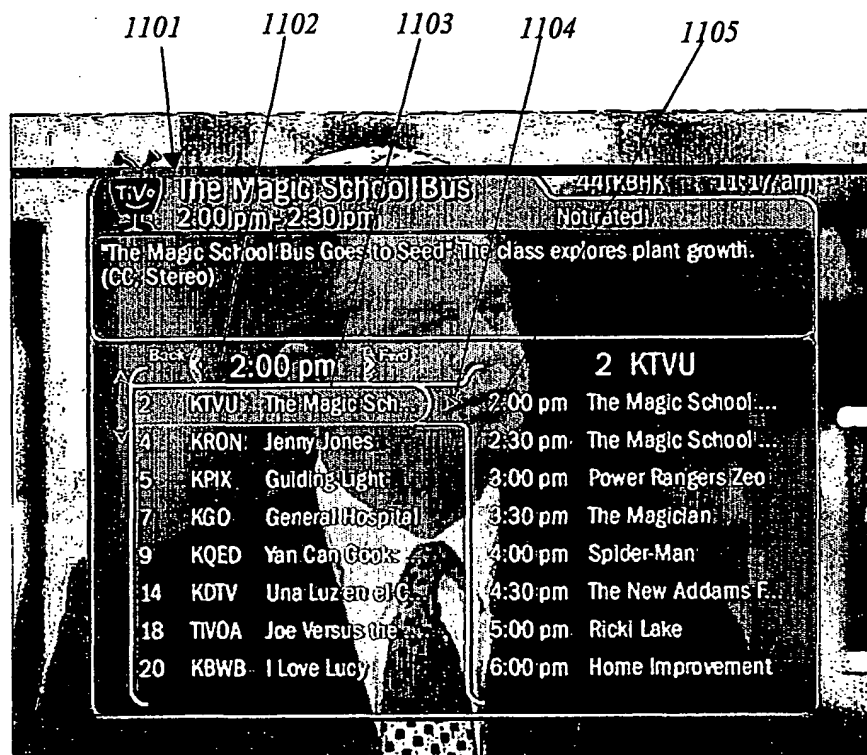 1101 1102 1103 1104 1105
TiVo The Magic School Bus 44 KBHK 11:17 am
2:00 pm - 2:30 pm Not rated
"The Magic School Bus Goes to Seed" The class explores plant growth.
(CC, Stereo)
Back 2:00 pm Fwd 2 KTVU
2 KTVU The Magic Sch... 2:00 pm The Magic School ...
4 KRON Jenny Jones 2:30 pm The Magic School ...
5 KPIX Guiding Light 3:00 pm Power Rangers Zeo
7 KGO General Hospital 3:30 pm The Magician
9 KQED Yan Can Cook 4:00 pm Spider-Man
14 KDTV Una Luz en el C... 4:30 pm The New Addams F...
18 TIVOA Joe Versus the ... 5:00 pm Ricki Lake
20 KBWB I Love Lucy 6:00 pm Home Improvement